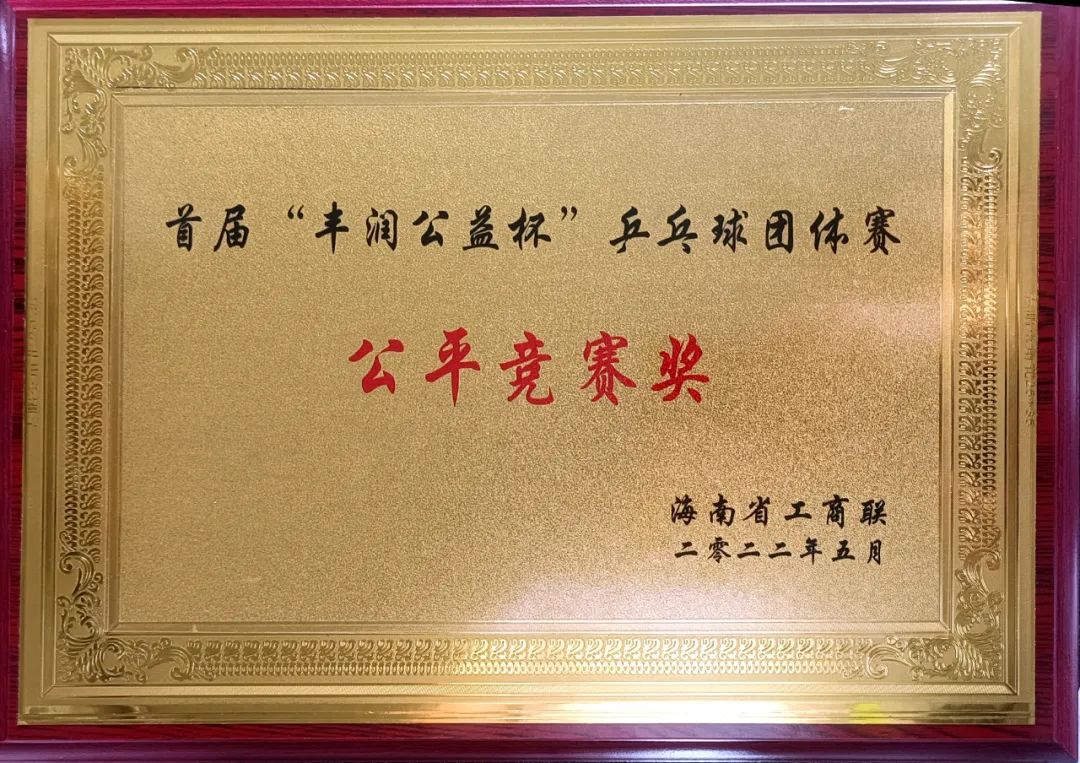 首届“丰润公益杯”乒乓球团体赛
公平竞赛奖
海南省工商联
二零二二年五月